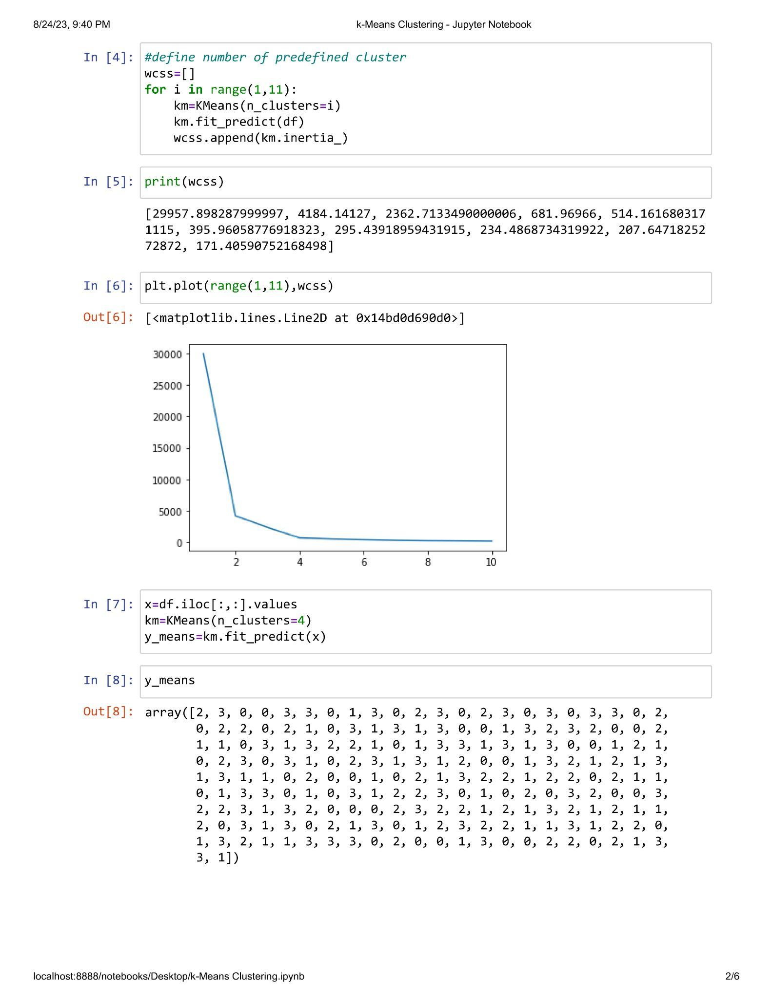 8/24/23, 9:40 PM k-Means Clustering - Jupyter Notebook
In [4]: #define number of predefined cluster
wcss=[]
for i in range(1,11):
    km=KMeans(n_clusters=i)
    km.fit_predict(df)
    wcss.append(km.inertia_)
In [5]: print(wcss)
[29957.898287999997, 4184.14127, 2362.7133490000006, 681.96966, 514.161680317
1115, 395.96058776918323, 295.43918959431915, 234.4868734319922, 207.64718252
72872, 171.40590752168498]
In [6]: plt.plot(range(1,11),wcss)
Out[6]: [<matplotlib.lines.Line2D at 0x14bd0d690d0>]
30000
25000
20000
15000
10000
5000
0
2 4 6 8 10
In [7]: x=df.iloc[:,:].values
km=KMeans(n_clusters=4)
y_means=km.fit_predict(x)
In [8]: y_means
Out[8]: array([2, 3, 0, 0, 3, 3, 0, 1, 3, 0, 2, 3, 0, 2, 3, 0, 3, 0, 3, 3, 0, 2,
0, 2, 2, 0, 2, 1, 0, 3, 1, 3, 1, 3, 0, 0, 1, 3, 2, 3, 2, 0, 0, 2,
1, 1, 0, 3, 1, 3, 2, 2, 1, 0, 1, 3, 3, 1, 3, 1, 3, 0, 0, 1, 2, 1,
0, 2, 3, 0, 3, 1, 0, 2, 3, 1, 3, 1, 2, 0, 0, 1, 3, 2, 1, 2, 1, 3,
1, 3, 1, 1, 0, 2, 0, 0, 1, 0, 2, 1, 3, 2, 2, 1, 2, 2, 0, 2, 1, 1,
0, 1, 3, 3, 0, 1, 0, 3, 1, 2, 2, 3, 0, 1, 0, 2, 0, 3, 2, 0, 0, 3,
2, 2, 3, 1, 3, 2, 0, 0, 0, 2, 3, 2, 2, 1, 2, 1, 3, 2, 1, 2, 1, 1,
2, 0, 3, 1, 3, 0, 2, 1, 3, 0, 1, 2, 3, 2, 2, 1, 1, 3, 1, 2, 2, 0,
1, 3, 2, 1, 1, 3, 3, 3, 0, 2, 0, 0, 1, 3, 0, 0, 2, 2, 0, 2, 1, 3,
3, 1])
localhost:8888/notebooks/Desktop/k-Means Clustering.ipynb 2/6